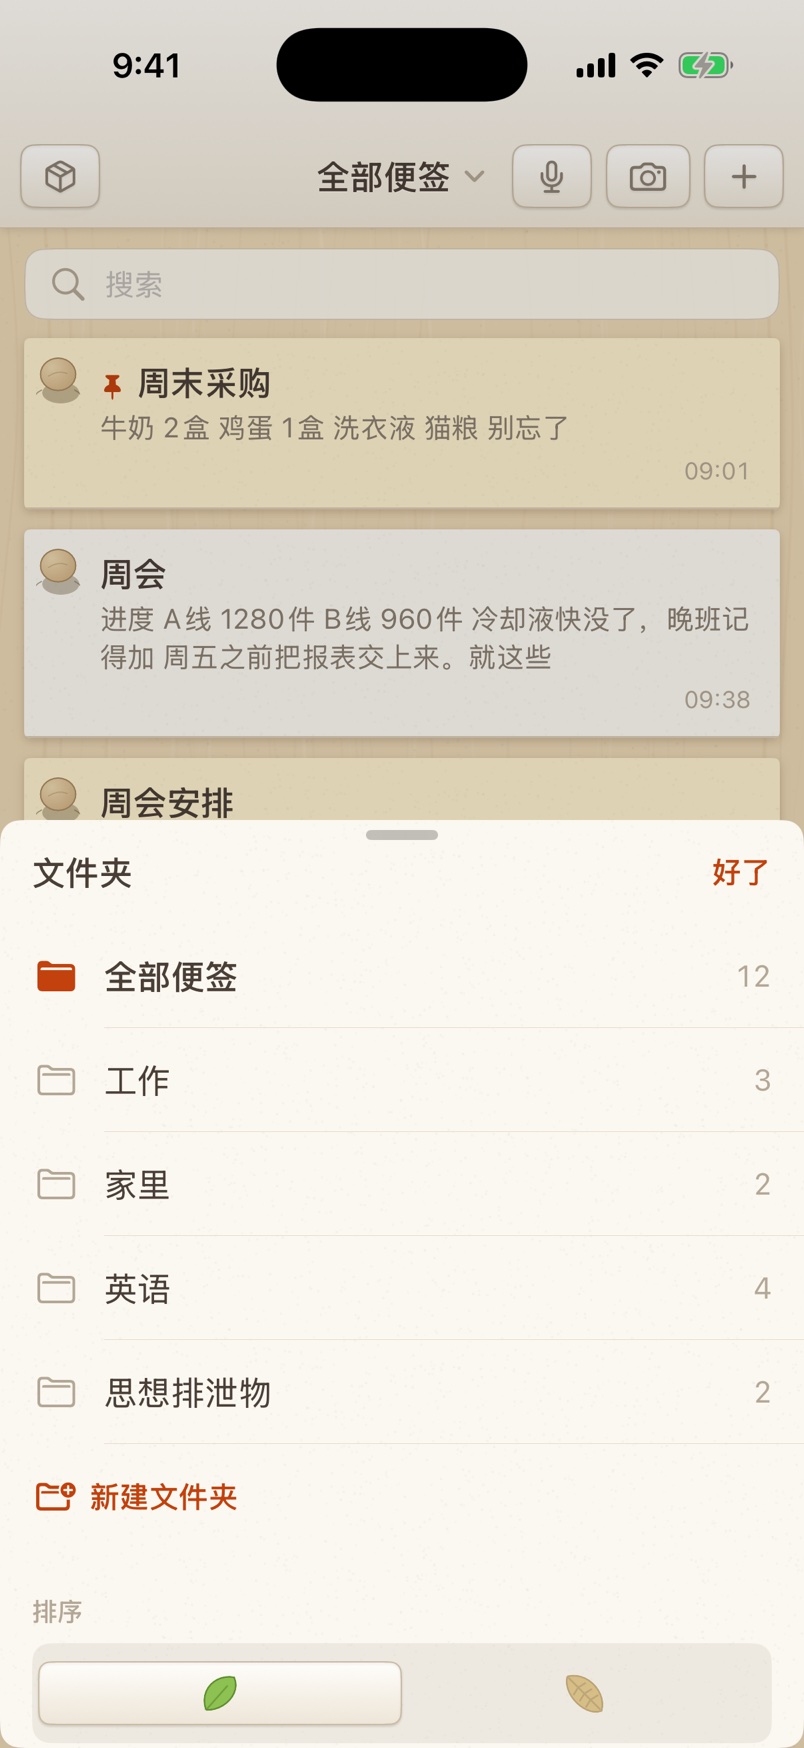 9:41
全部便签
搜索
周末采购
牛奶 2盒 鸡蛋 1盒 洗衣液 猫粮 别忘了
09:01
周会
进度 A线 1280件 B线 960件 冷却液快没了，晚班记
得加 周五之前把报表交上来。就这些
09:38
周会安排
文件夹
好了
全部便签 12
工作 3
家里 2
英语 4
思想排泄物 2
新建文件夹
排序